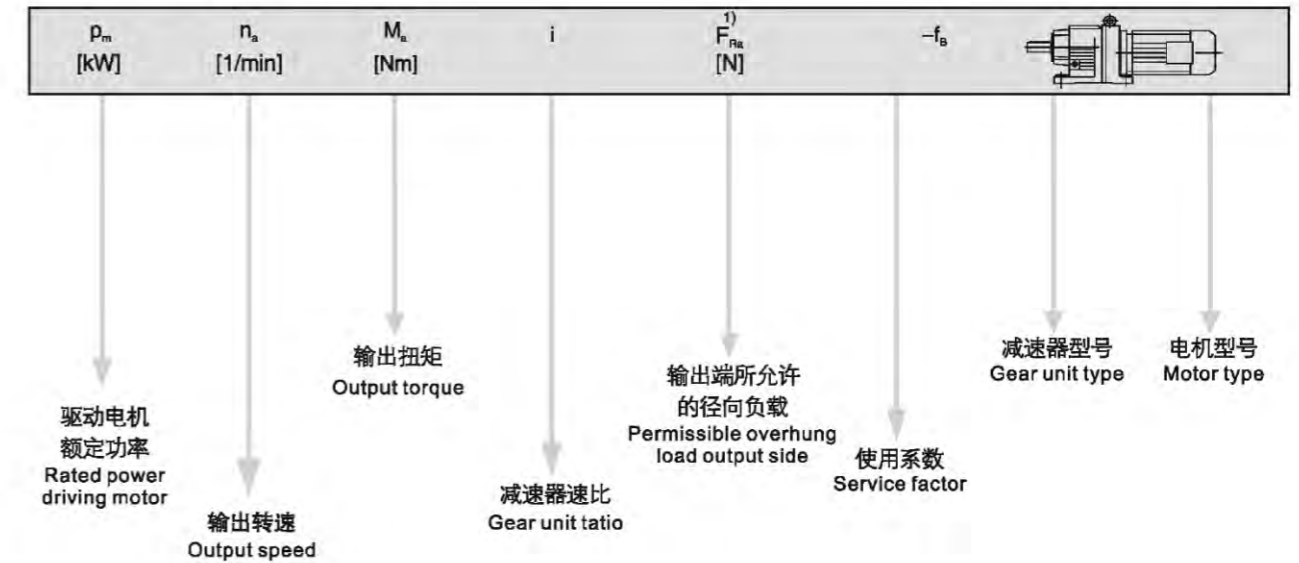 pm na Ma i 1) –fB
FRa
[kW] [1/min] [Nm] [N]
驱动电机
额定功率
Rated power
driving motor
输出转速
Output speed
输出扭矩
Output torque
减速器速比
Gear unit tatio
输出端所允许
的径向负载
Permissible overhung
load output side
使用系数
Service factor
减速器型号
Gear unit type
电机型号
Motor type